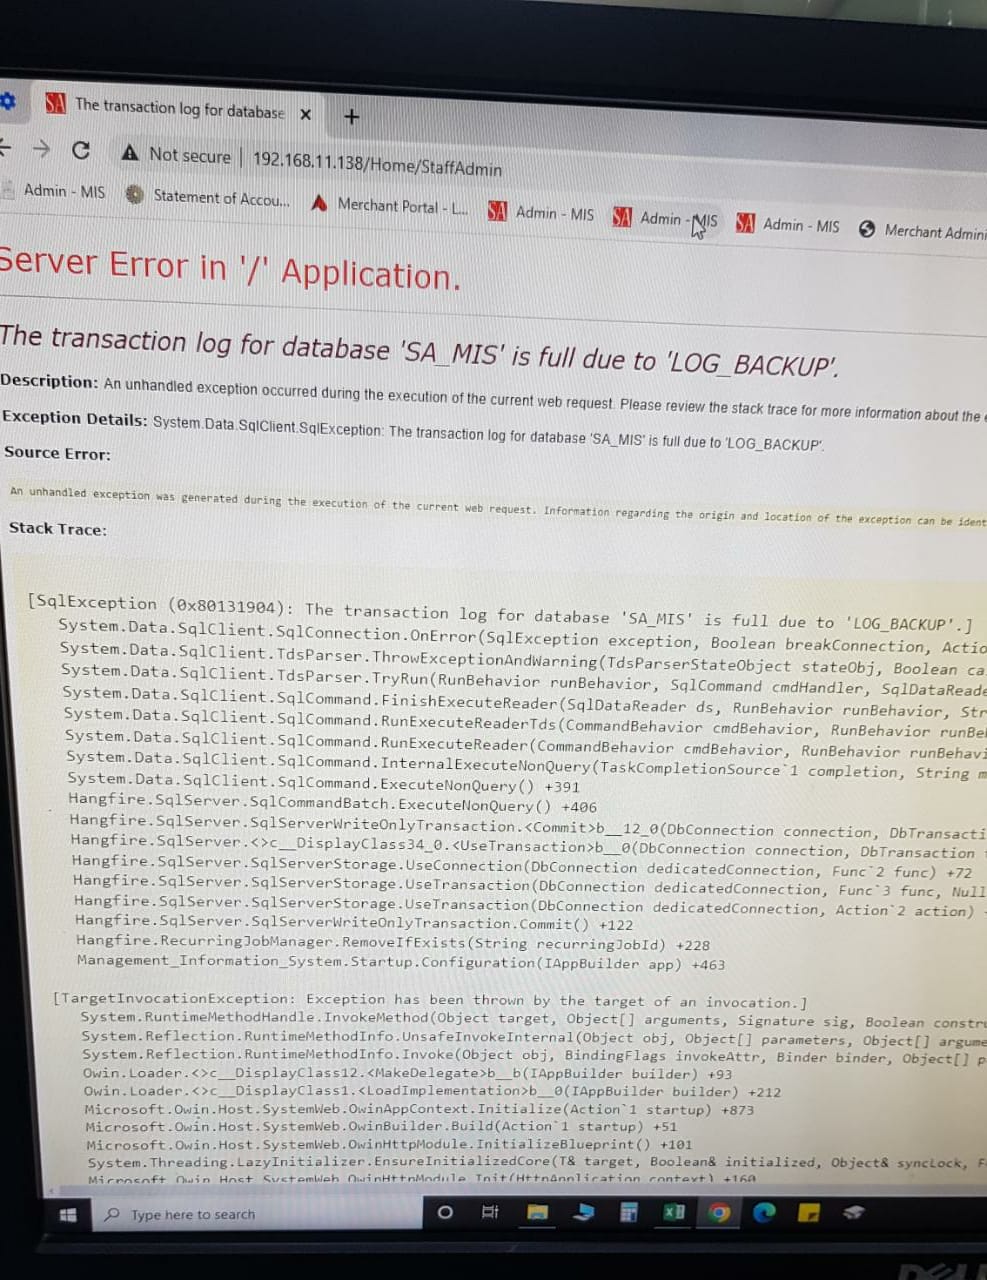 SA The transaction log for database × +
Not secure | 192.168.11.138/Home/StaffAdmin
Admin - MIS Statement of Accou... Merchant Portal - L... SA Admin - MIS SA Admin - MIS SA Admin - MIS Merchant Admini
Server Error in '/' Application.
The transaction log for database 'SA_MIS' is full due to 'LOG_BACKUP'.
Description: An unhandled exception occurred during the execution of the current web request. Please review the stack trace for more information about the e
Exception Details: System.Data.SqlClient.SqlException: The transaction log for database 'SA_MIS' is full due to 'LOG_BACKUP'.
Source Error:
An unhandled exception was generated during the execution of the current web request. Information regarding the origin and location of the exception can be ident
Stack Trace:
[SqlException (0x80131904): The transaction log for database 'SA_MIS' is full due to 'LOG_BACKUP'.]
System.Data.SqlClient.SqlConnection.OnError(SqlException exception, Boolean breakConnection, Actio
System.Data.SqlClient.TdsParser.ThrowExceptionAndWarning(TdsParserStateObject stateObj, Boolean ca
System.Data.SqlClient.TdsParser.TryRun(RunBehavior runBehavior, SqlCommand cmdHandler, SqlDataReade
System.Data.SqlClient.SqlCommand.FinishExecuteReader(SqlDataReader ds, RunBehavior runBehavior, Str
System.Data.SqlClient.SqlCommand.RunExecuteReaderTds(CommandBehavior cmdBehavior, RunBehavior runBe
System.Data.SqlClient.SqlCommand.RunExecuteReader(CommandBehavior cmdBehavior, RunBehavior runBehavi
System.Data.SqlClient.SqlCommand.InternalExecuteNonQuery(TaskCompletionSource`1 completion, String m
System.Data.SqlClient.SqlCommand.ExecuteNonQuery() +391
Hangfire.SqlServer.SqlCommandBatch.ExecuteNonQuery() +406
Hangfire.SqlServer.SqlServerWriteOnlyTransaction.<Commit>b__12_0(DbConnection connection, DbTransacti
Hangfire.SqlServer.<>c__DisplayClass34_0.<UseTransaction>b__0(DbConnection connection, DbTransaction
Hangfire.SqlServer.SqlServerStorage.UseConnection(DbConnection dedicatedConnection, Func`2 func) +72
Hangfire.SqlServer.SqlServerStorage.UseTransaction(DbConnection dedicatedConnection, Func`3 func, Null
Hangfire.SqlServer.SqlServerStorage.UseTransaction(DbConnection dedicatedConnection, Action`2 action)
Hangfire.SqlServer.SqlServerWriteOnlyTransaction.Commit() +122
Hangfire.RecurringJobManager.RemoveIfExists(String recurringJobId) +228
Management_Information_System.Startup.Configuration(IAppBuilder app) +463
[TargetInvocationException: Exception has been thrown by the target of an invocation.]
System.RuntimeMethodHandle.InvokeMethod(Object target, Object[] arguments, Signature sig, Boolean constru
System.Reflection.RuntimeMethodInfo.UnsafeInvokeInternal(Object obj, Object[] parameters, Object[] argume
System.Reflection.RuntimeMethodInfo.Invoke(Object obj, BindingFlags invokeAttr, Binder binder, Object[] p
Owin.Loader.<>c__DisplayClass12.<MakeDelegate>b__b(IAppBuilder builder) +93
Owin.Loader.<>c__DisplayClass1.<LoadImplementation>b__0(IAppBuilder builder) +212
Microsoft.Owin.Host.SystemWeb.OwinAppContext.Initialize(Action`1 startup) +873
Microsoft.Owin.Host.SystemWeb.OwinBuilder.Build(Action`1 startup) +51
Microsoft.Owin.Host.SystemWeb.OwinHttpModule.InitializeBlueprint() +101
System.Threading.LazyInitializer.EnsureInitializedCore(T& target, Boolean& initialized, Object& syncLock, F
Microsoft.Owin.Host.SystemWeb.OwinHttpModule.Init(HttpApplication context) +160
Type here to search
DELL